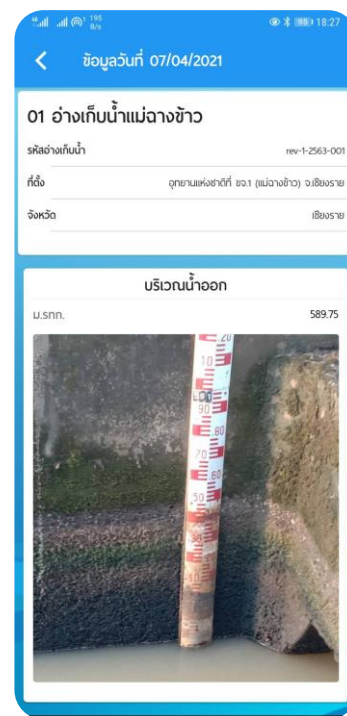 195
B/s
95
18:27
ข้อมูลวันที่ 07/04/2021
01 อ่างเก็บน้ำแม่ฉางข้าว
รหัสอ่างเก็บน้ำ rev-1-2563-001
ที่ตั้ง อุทยานแห่งชาติที่ ชจ.1 (แม่ฉางข้าว) จ.เชียงราย
จังหวัด เชียงราย
บริเวณน้ำออก
ม.รทก. 589.75
20
10
90
80
70
60
50